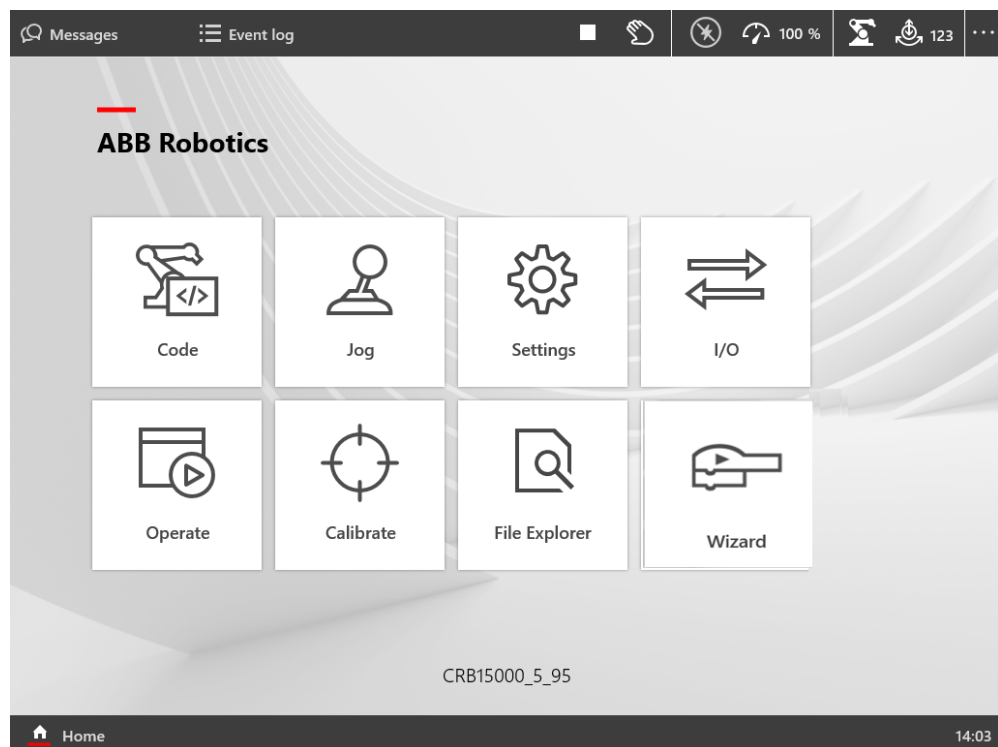 Messages
Event log
100 %
123
ABB Robotics
Code
Jog
Settings
I/O
Operate
Calibrate
File Explorer
Wizard
CRB15000_5_95
Home
14:03